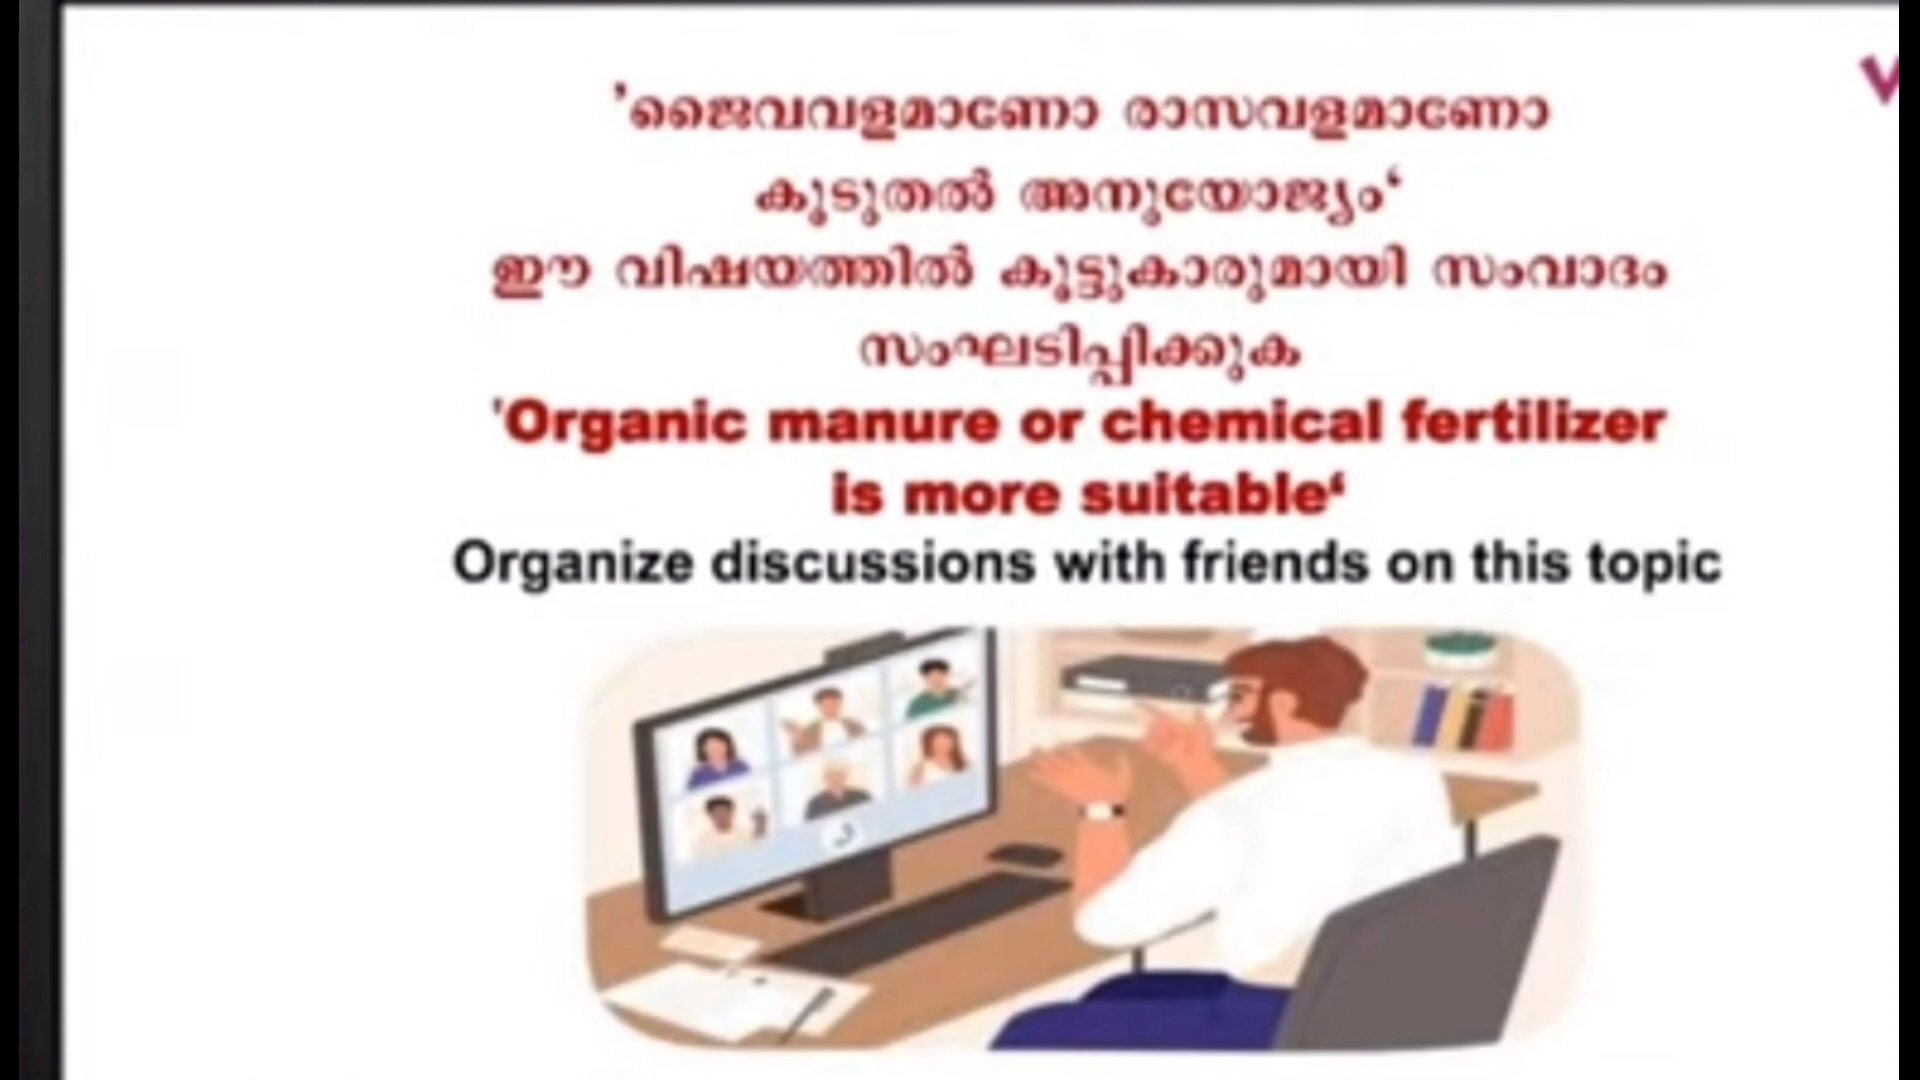 'ജൈവവളമാണോ രാസവളമാണോ
കൂടുതൽ അനുയോജ്യം‘
ഈ വിഷയത്തിൽ കൂട്ടുകാരുമായി സംവാദം
സംഘടിപ്പിക്കുക
'Organic manure or chemical fertilizer
is more suitable‘
Organize discussions with friends on this topic